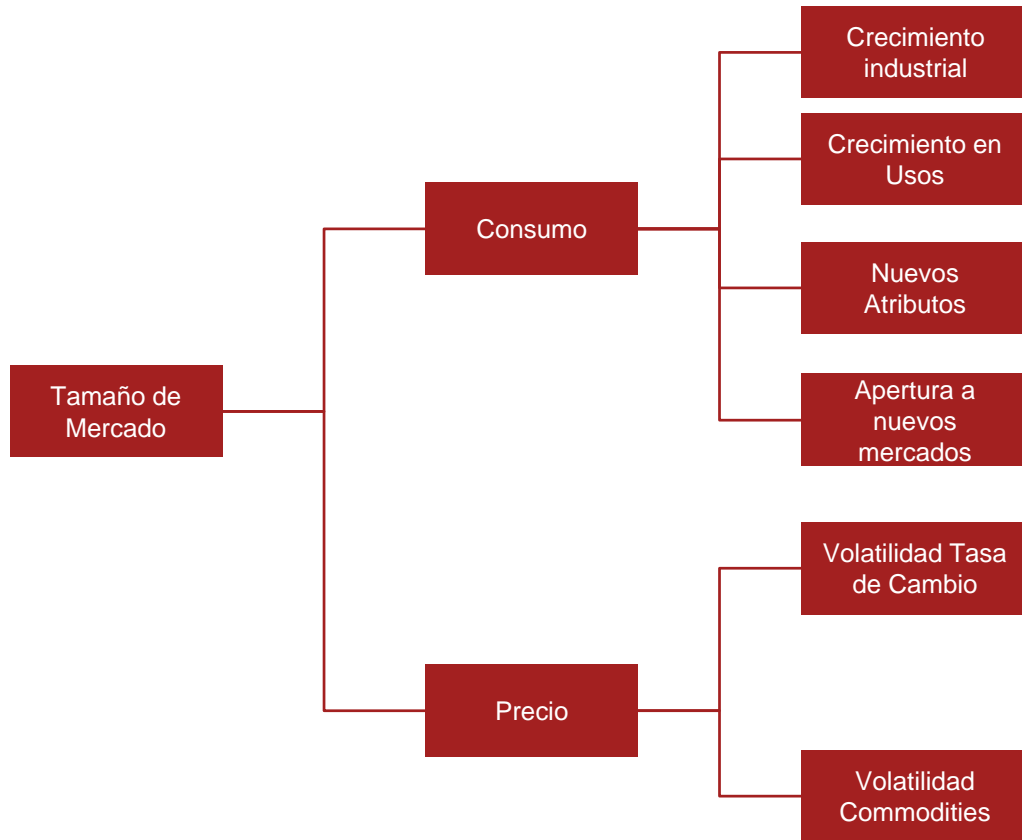 Crecimiento
industrial
Crecimiento en
Usos
Consumo
Nuevos
Atributos
Tamaño de
Mercado
Apertura a
nuevos
mercados
Volatilidad Tasa
de Cambio
Precio
Volatilidad
Commodities